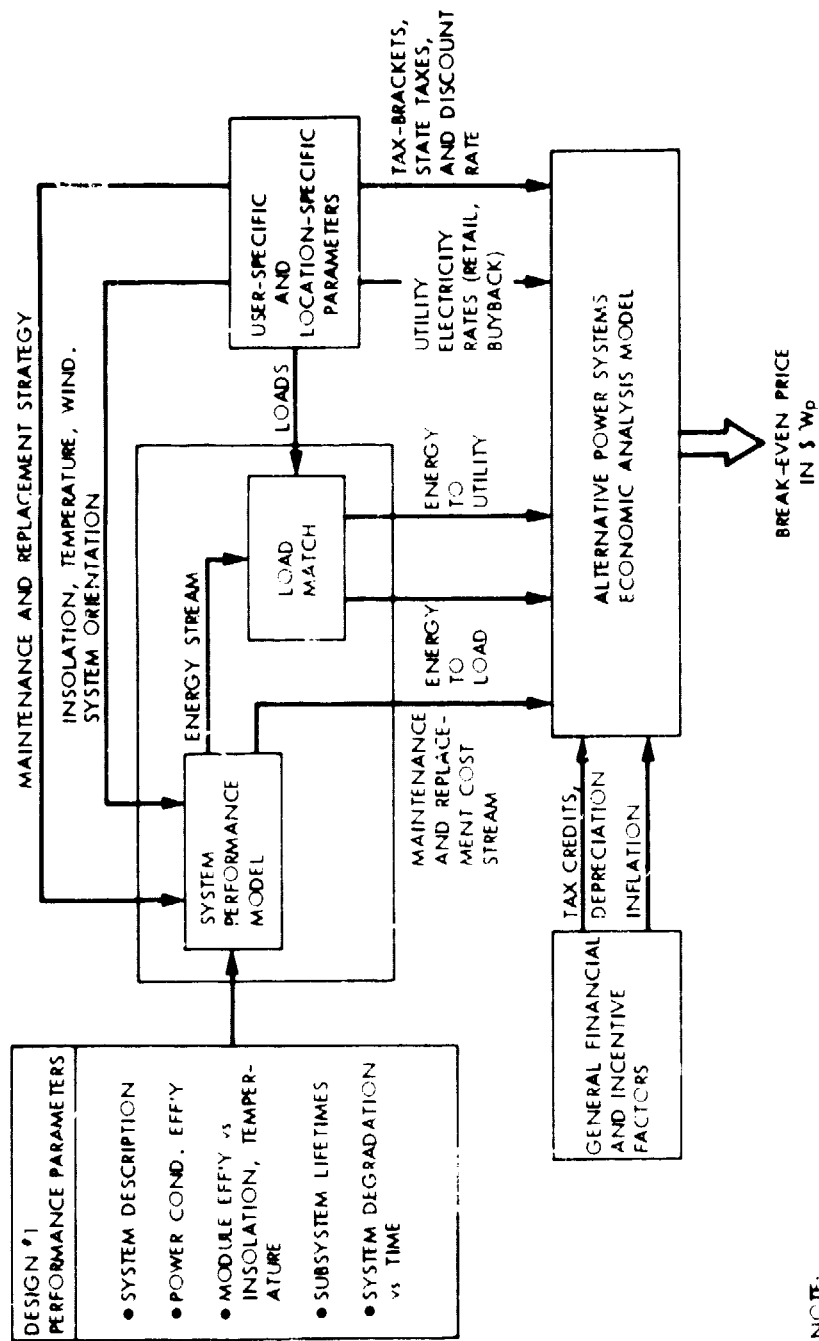 DESIGN #1
PERFORMANCE PARAMETERS
• SYSTEM DESCRIPTION
• POWER COND. EFF'Y
• MODULE EFF'Y vs
INSOLATION, TEMPER-
ATURE
• SUBSYSTEM LIFETIMES
• SYSTEM DEGRADATION
vs TIME
MAINTENANCE AND REPLACEMENT STRATEGY
INSOLATION, TEMPERATURE, WIND.
SYSTEM ORIENTATION
SYSTEM
PERFORMANCE
MODEL
ENERGY STREAM
LOAD
MATCH
LOADS
USER-SPECIFIC
AND
LOCATION-SPECIFIC
PARAMETERS
MAINTENANCE
AND REPLACE-
MENT COST
STREAM
ENERGY
TO
LOAD
ENERGY
TO
UTILITY
UTILITY
ELECTRICITY
RATES (RETAIL,
BUYBACK)
TAX-BRACKETS,
STATE TAXES,
AND DISCOUNT
RATE
GENERAL FINANCIAL
AND INCENTIVE
FACTORS
TAX CREDITS,
DEPRECIATION
INFLATION
ALTERNATIVE POWER SYSTEMS
ECONOMIC ANALYSIS MODEL
BREAK-EVEN PRICE
IN $ Wp
NOTE.